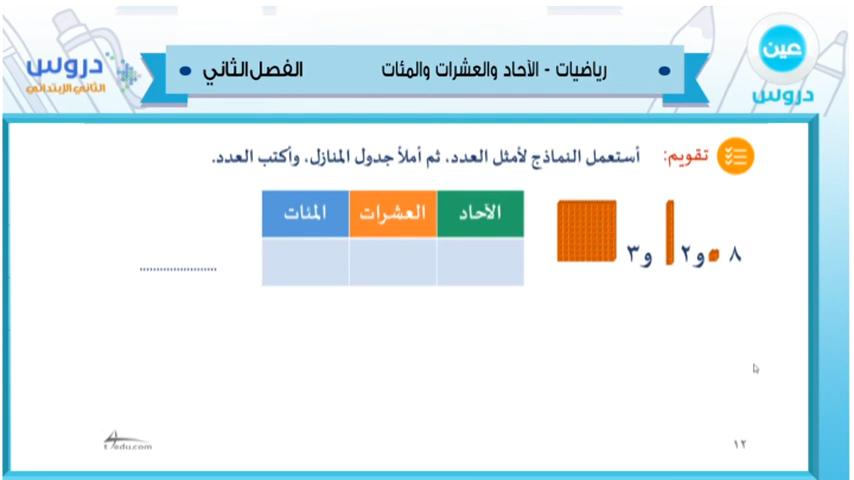 عين
دروس
رياضيات - الآحاد والعشرات والمئات
الفصل الثاني
دروس
الثاني الإبتدائي
تقويم: أستعمل النماذج لأمثل العدد، ثم أملأ جدول المنازل، وأكتب العدد.
٨ و٢ و٣
الآحاد العشرات المئات
......................
١٢
t4edu.com